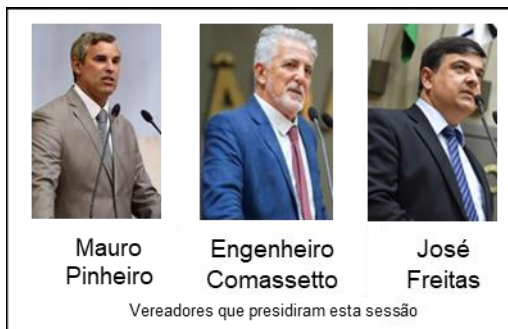 Mauro
Pinheiro
Engenheiro
Comassetto
José
Freitas
Vereadores que presidiram esta sessão